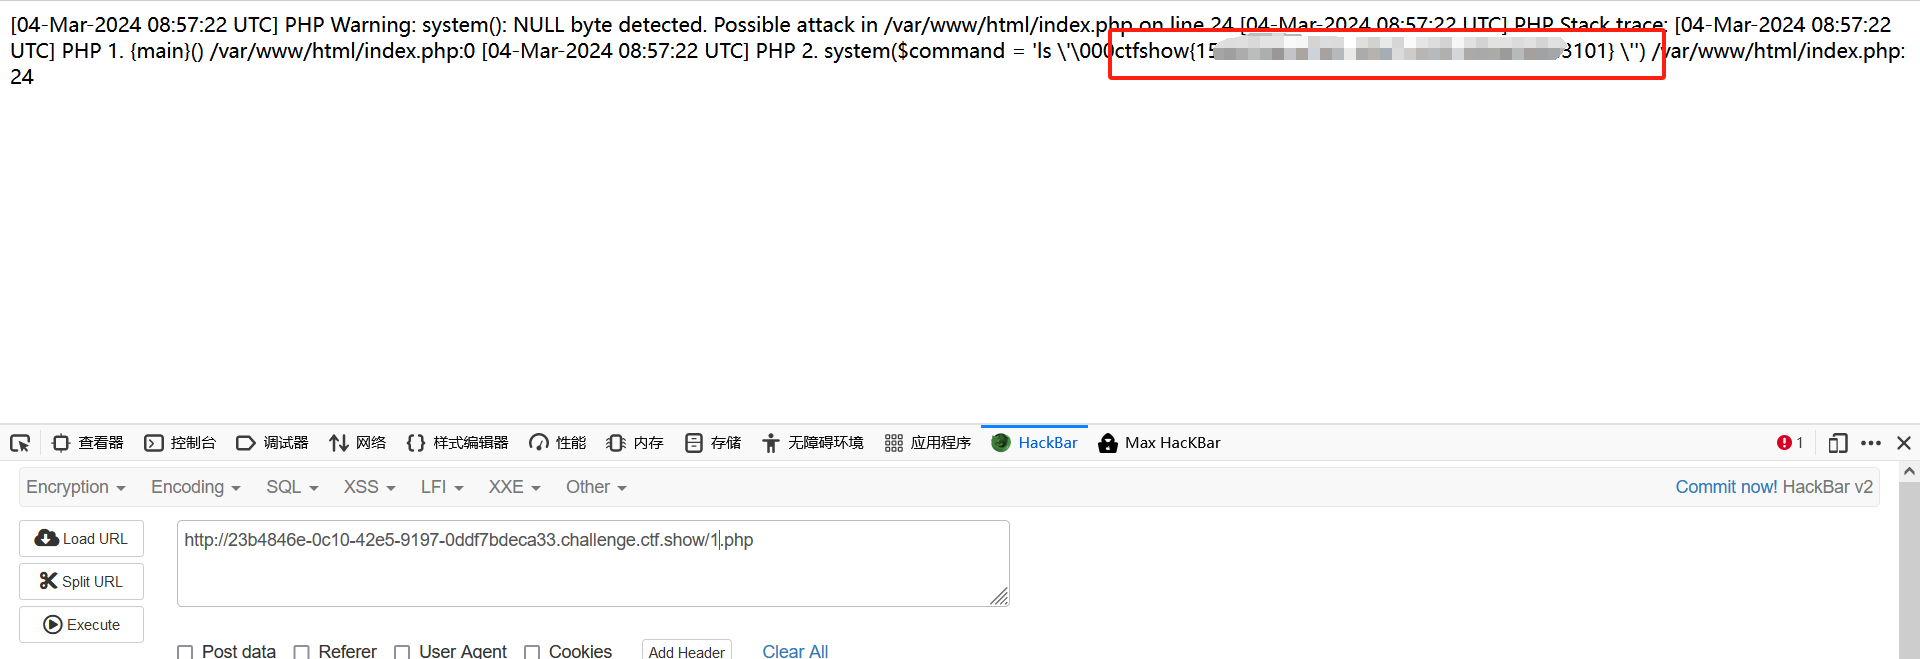 [04-Mar-2024 08:57:22 UTC] PHP Warning: system(): NULL byte detected. Possible attack in /var/www/html/index.php on line 24 [04-Mar-2024 08:57:22 UTC] PHP Stack trace: [04-Mar-2024 08:57:22
UTC] PHP 1. {main}() /var/www/html/index.php:0 [04-Mar-2024 08:57:22 UTC] PHP 2. system($command = 'ls \'\000ctfshow{15 3101} \'') /var/www/html/index.php:
24
查看器 控制台 调试器 网络 样式编辑器 性能 内存 存储 无障碍环境 应用程序 HackBar Max HacKBar 1
Encryption Encoding SQL XSS LFI XXE Other Commit now! HackBar v2
Load URL http://23b4846e-0c10-42e5-9197-0ddf7bdeca33.challenge.ctf.show/1.php
Split URL
Execute
Post data Referer User Agent Cookies Add Header Clear All